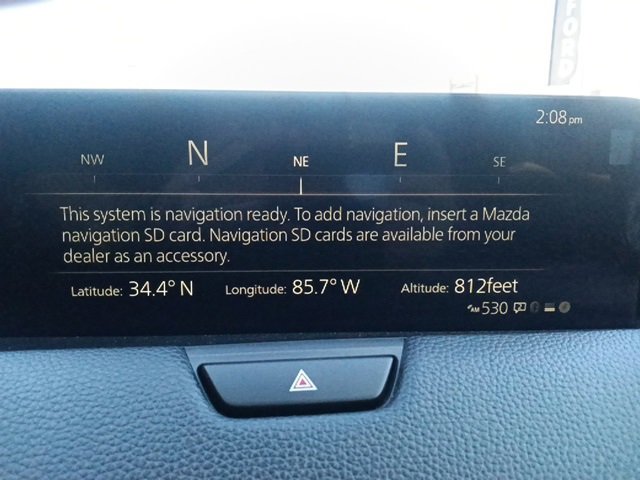 FORD
2:08pm
NW N NE E SE
This system is navigation ready. To add navigation, insert a Mazda
navigation SD card. Navigation SD cards are available from your
dealer as an accessory.
Latitude: 34.4° N Longitude: 85.7° W Altitude: 812feet
AM 530